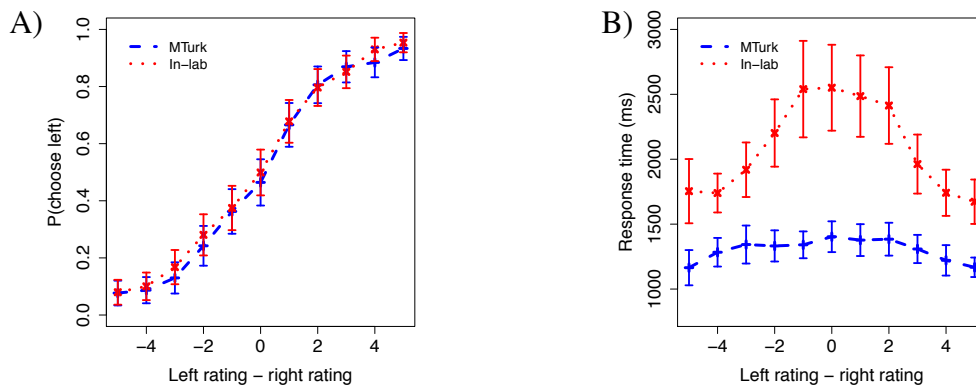 A)
MTurk
In−lab
P(choose left)
0.0
0.2
0.4
0.6
0.8
1.0
−4
−2
0
2
4
Left rating − right rating
B)
MTurk
In−lab
Response time (ms)
1000
1500
2000
2500
3000
−4
−2
0
2
4
Left rating − right rating